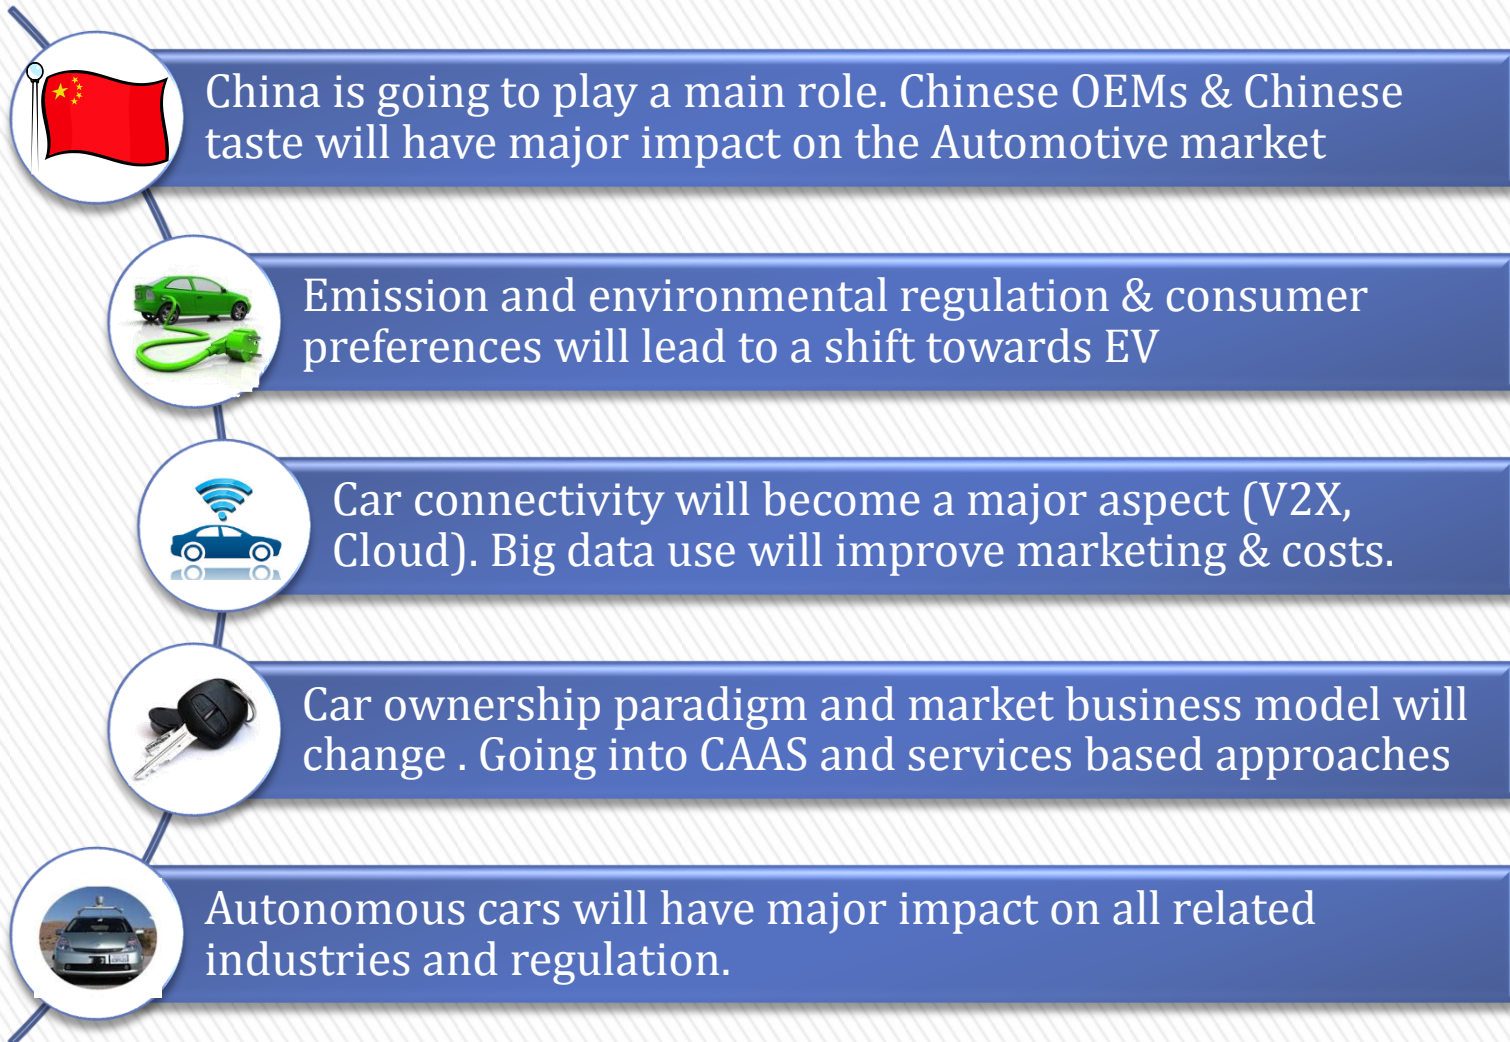 China is going to play a main role. Chinese OEMs & Chinese
taste will have major impact on the Automotive market
Emission and environmental regulation & consumer
preferences will lead to a shift towards EV
Car connectivity will become a major aspect (V2X,
Cloud). Big data use will improve marketing & costs.
Car ownership paradigm and market business model will
change . Going into CAAS and services based approaches
Autonomous cars will have major impact on all related
industries and regulation.